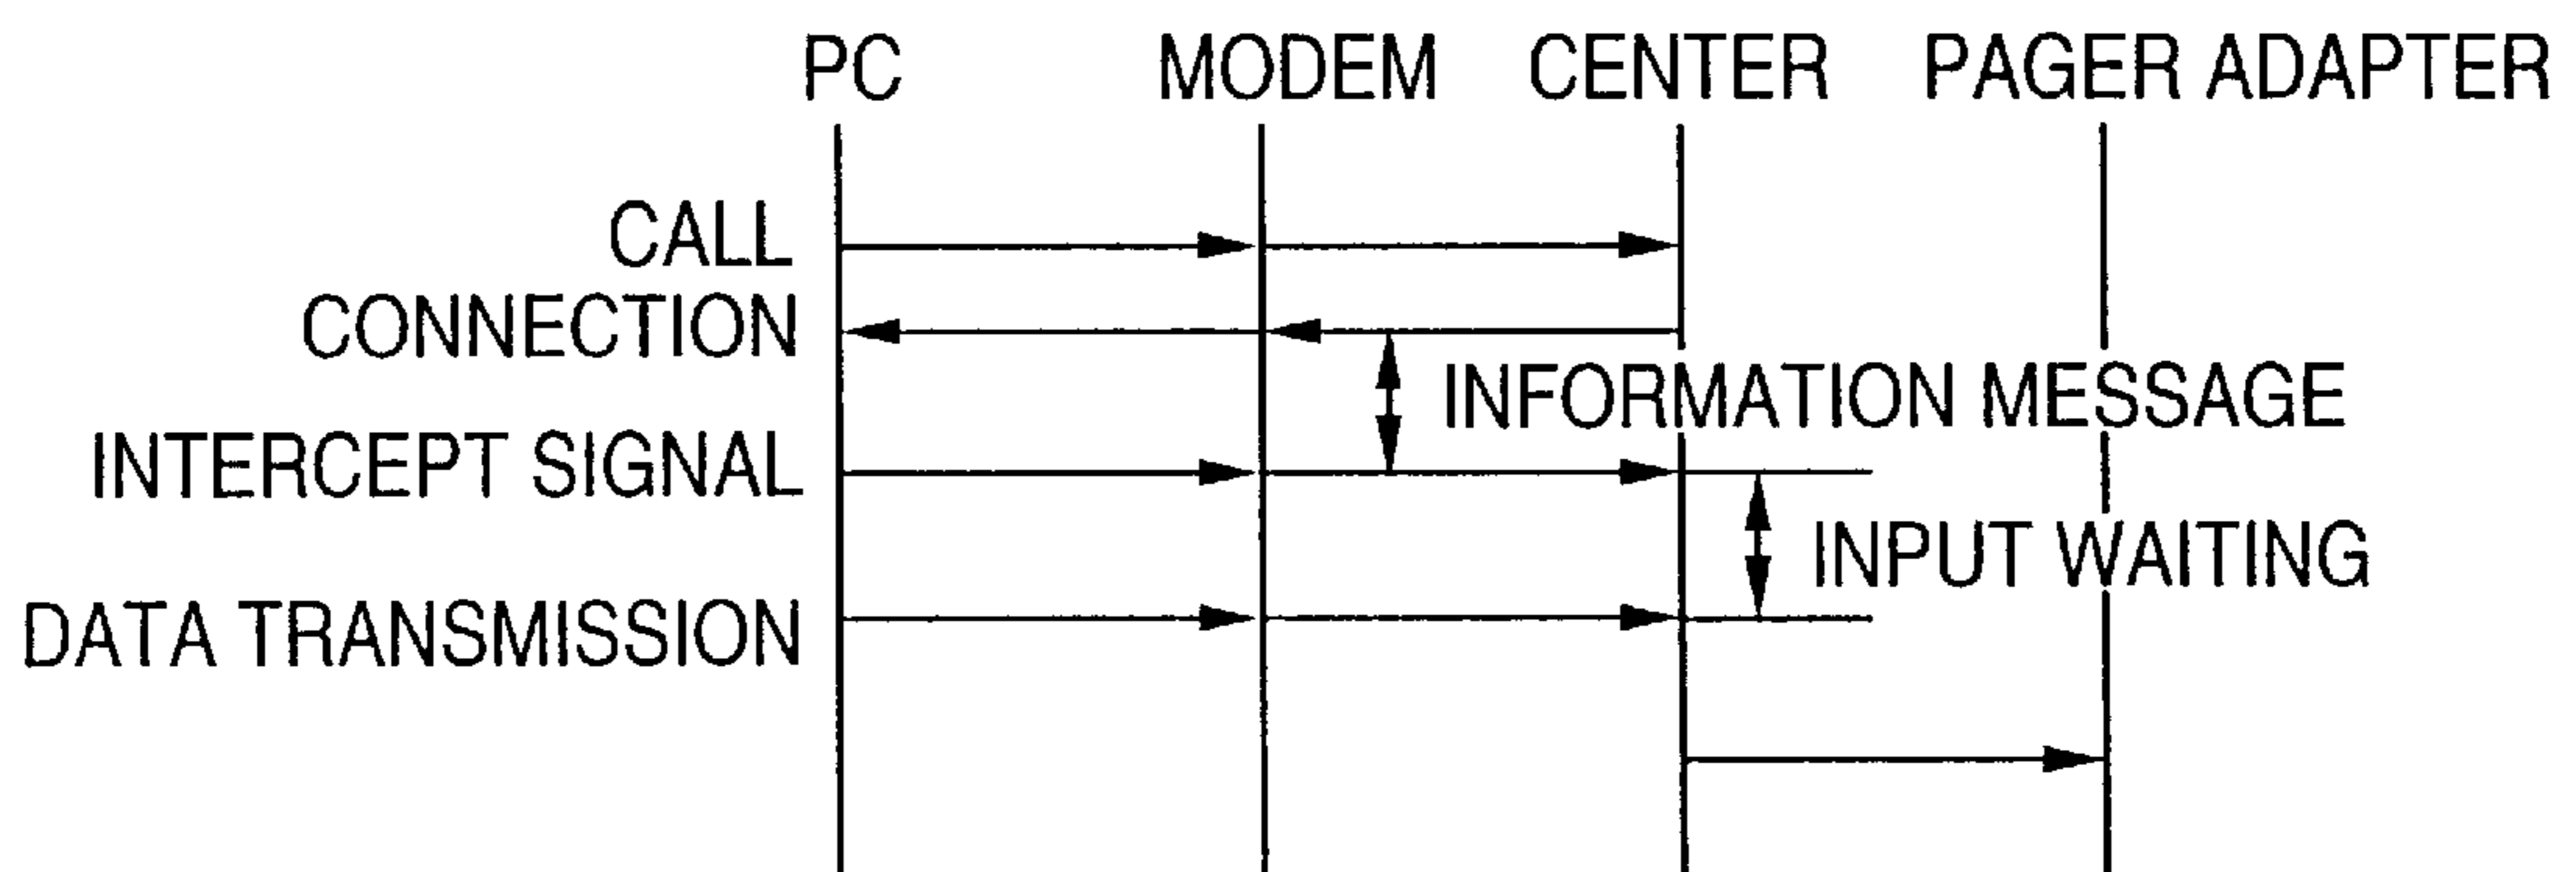 PC MODEM CENTER PAGER ADAPTER
CALL
CONNECTION
INFORMATION MESSAGE
INTERCEPT SIGNAL
INPUT WAITING
DATA TRANSMISSION